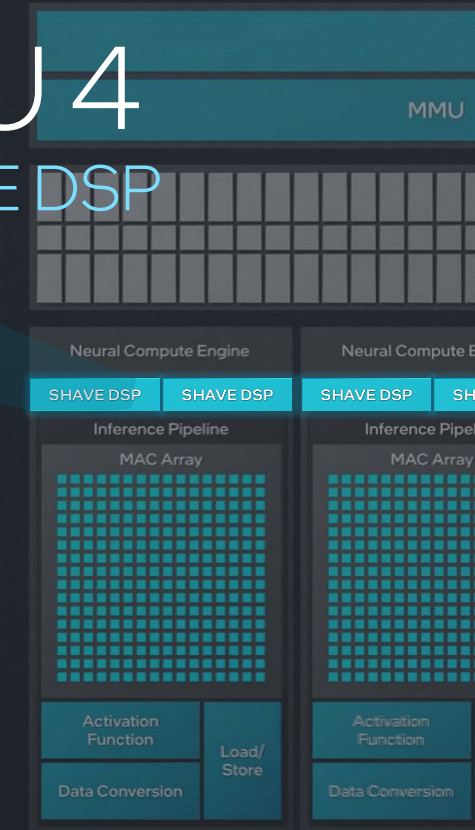 U 4
E DSP
MMU
Neural Compute Engine
Neural Compute E
SHAVE DSP
SHAVE DSP
SHAVE DSP
SH
Inference Pipeline
Inference Pipel
MAC Array
MAC Array
Activation
Function
Load/
Store
Data Conversion
Activation
Function
Data Conversion